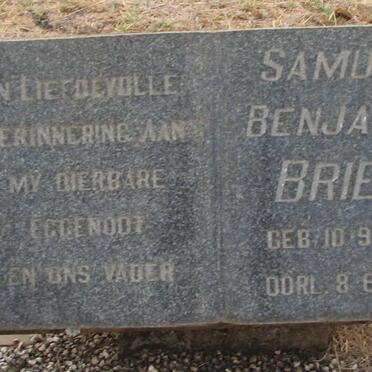 N LIEFDEVOLLE
ERINNERING AAN
MY DIERBARE
EGGENOOT
EN ONS VADER
SAMU
BENJA
BRIE
GEB. 10. 9
OORL. 8. 6